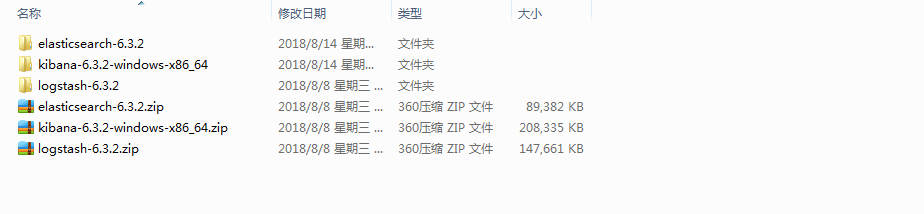 名称 修改日期 类型 大小
elasticsearch-6.3.2 2018/8/14 星期... 文件夹
kibana-6.3.2-windows-x86_64 2018/8/14 星期... 文件夹
logstash-6.3.2 2018/8/8 星期三 ... 文件夹
elasticsearch-6.3.2.zip 2018/8/8 星期三 ... 360压缩 ZIP 文件 89,382 KB
kibana-6.3.2-windows-x86_64.zip 2018/8/8 星期三 ... 360压缩 ZIP 文件 208,335 KB
logstash-6.3.2.zip 2018/8/8 星期三 ... 360压缩 ZIP 文件 147,661 KB